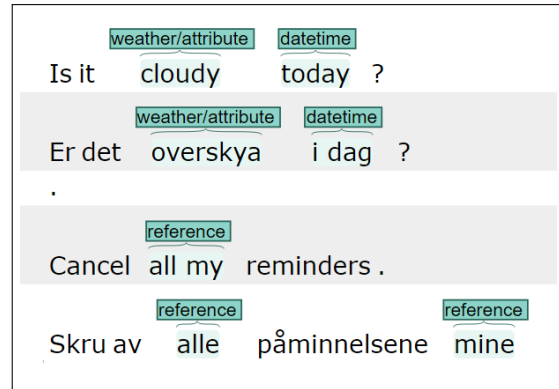 weather/attribute datetime
Is it cloudy today ?
weather/attribute datetime
Er det overskya i dag ?
.
reference
Cancel all my reminders .
reference reference
Skru av alle påminnelsene mine